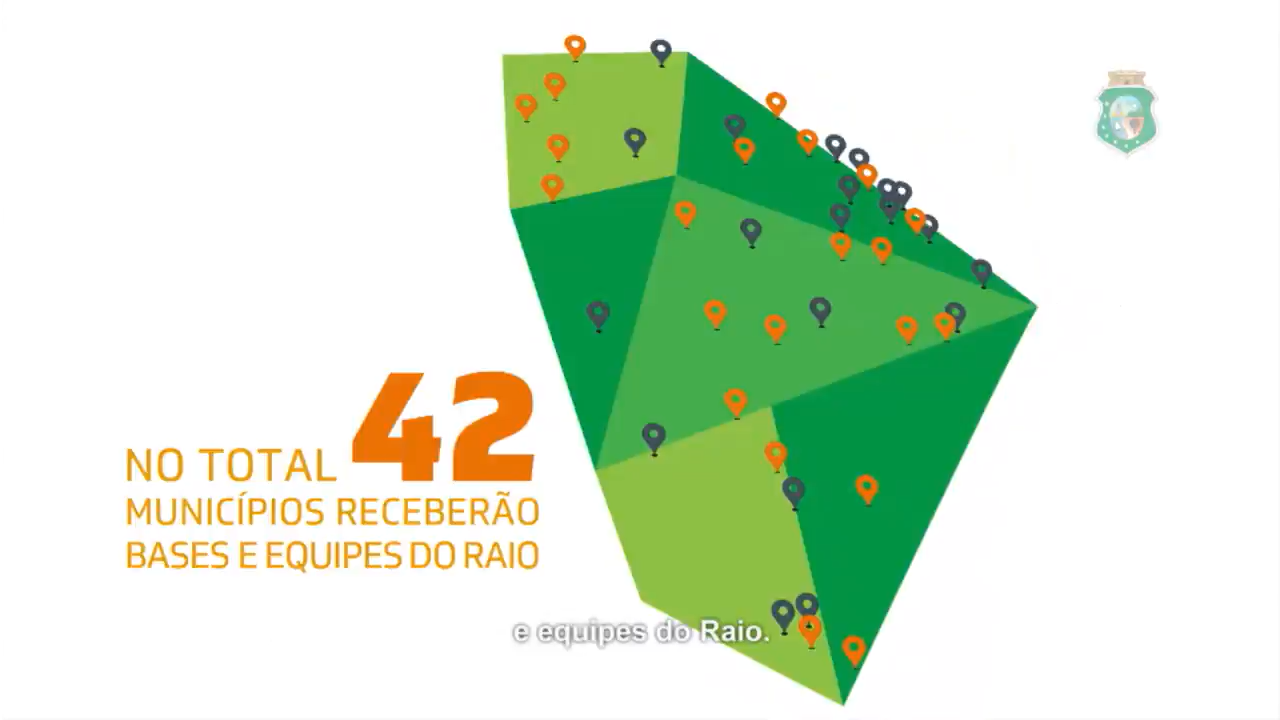 NO TOTAL 42
MUNICÍPIOS RECEBERÃO
BASES E EQUIPES DO RAIO
e equipes do Raio.